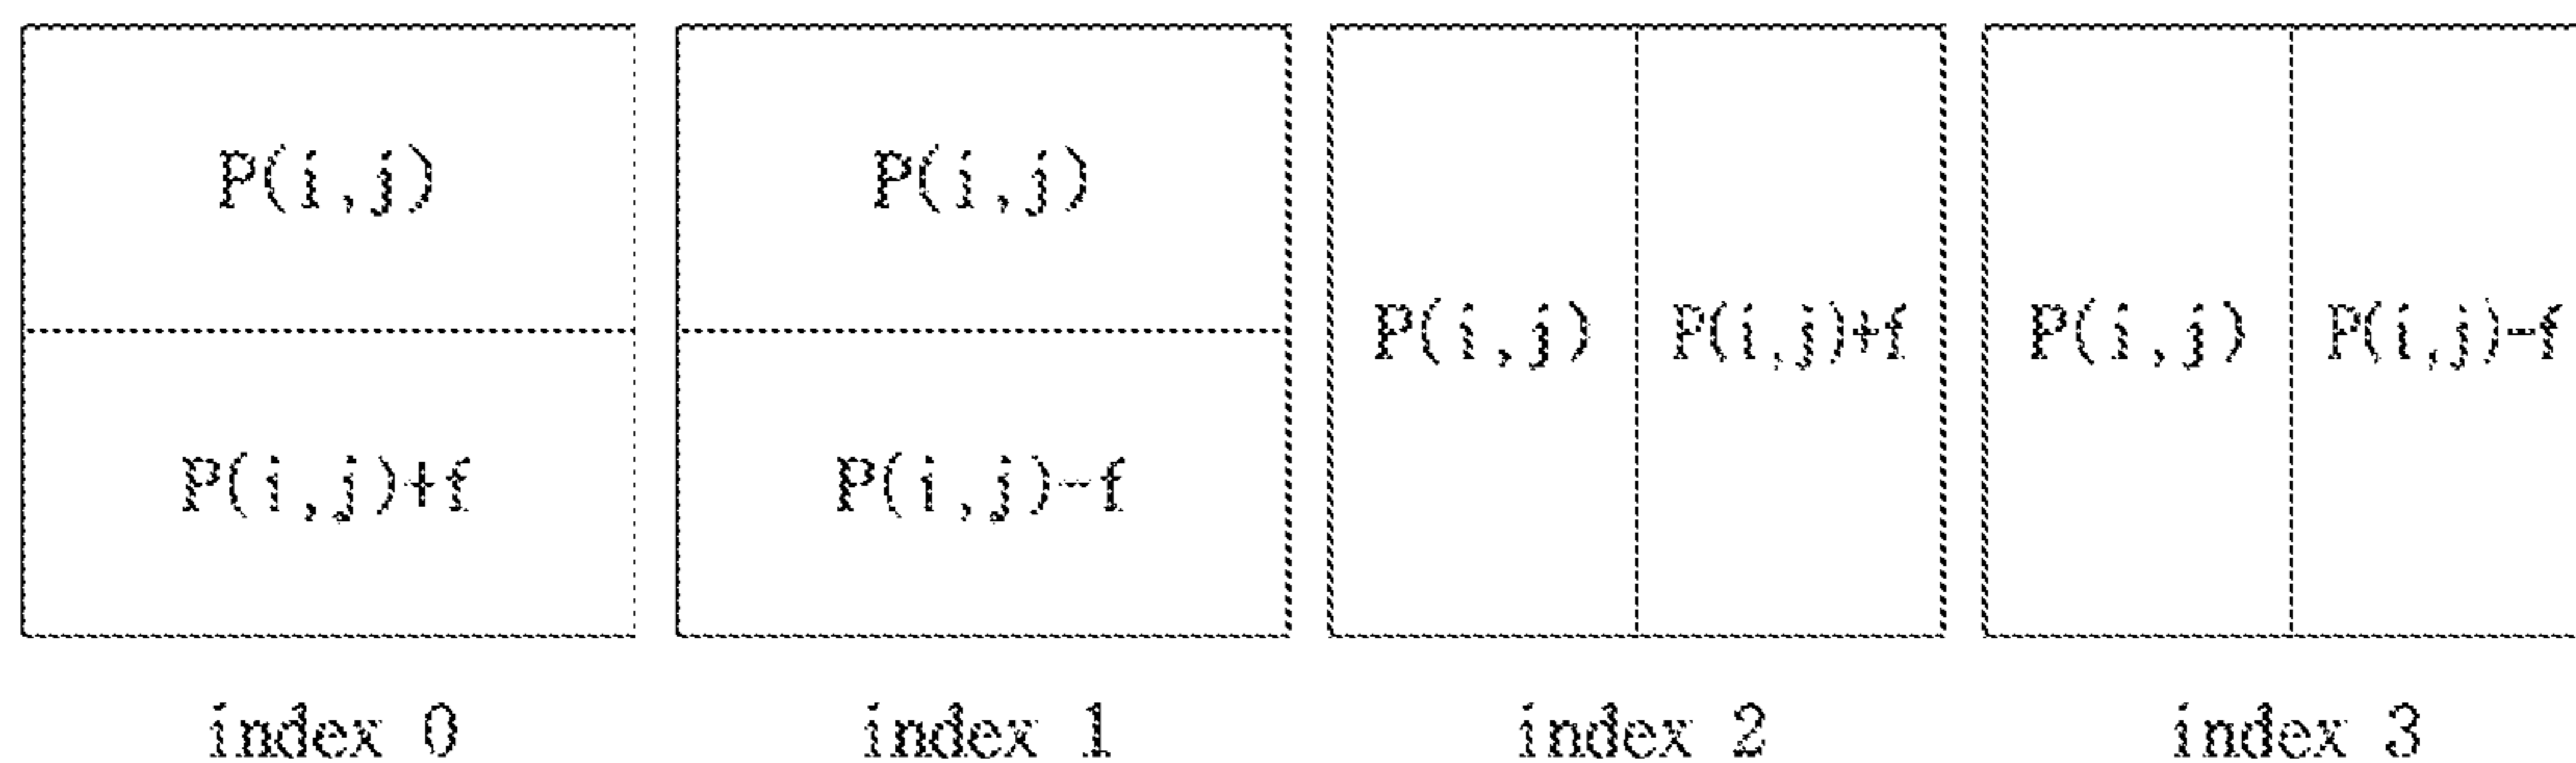 P(i,j)
P(i,j)+f
index 0
P(i,j)
P(i,j)-f
index 1
P(i,j)
P(i,j)+f
index 2
P(i,j)
P(i,j)-f
index 3